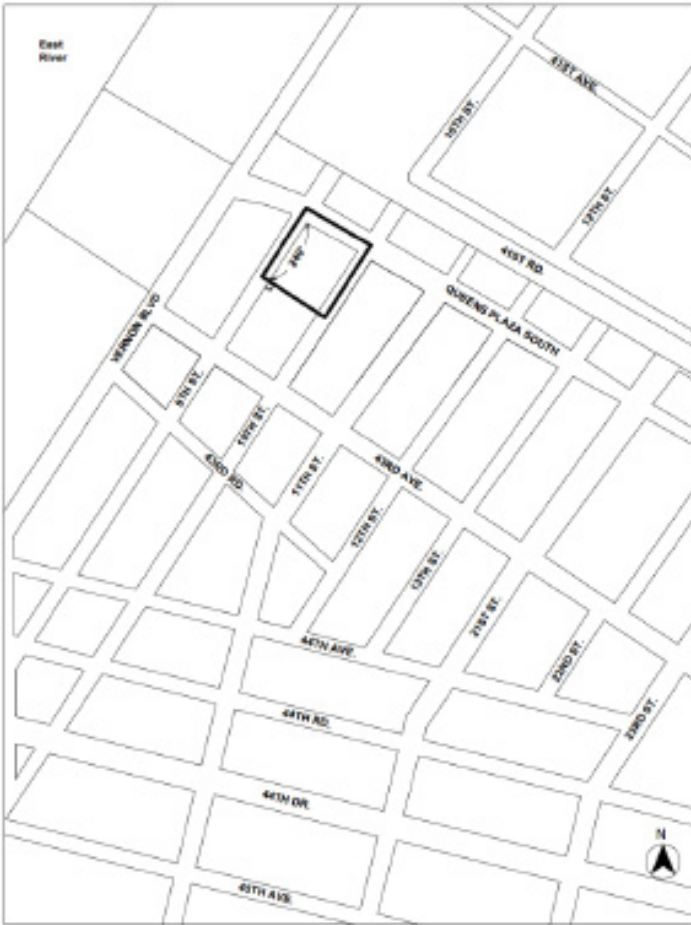 East
River
41ST AVE.
10TH ST.
12TH ST.
41ST RD.
QUEENS PLAZA SOUTH
240'
VERNON BLVD
9TH ST.
10TH ST.
43RD RD.
11TH ST.
43RD AVE.
12TH ST.
13TH ST.
21ST ST.
22ND ST.
23RD ST.
44TH AVE.
44TH RD.
44TH DR.
45TH AVE.
N